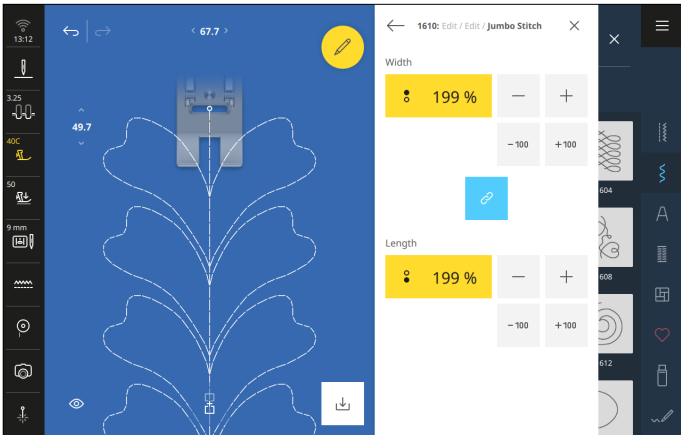 13:12
67.7
1610: Edit / Edit / Jumbo Stitch
Width
3.25
199 %
49.7
40C
- 100
+ 100
604
50
9 mm
Length
199 %
608
- 100
+ 100
612